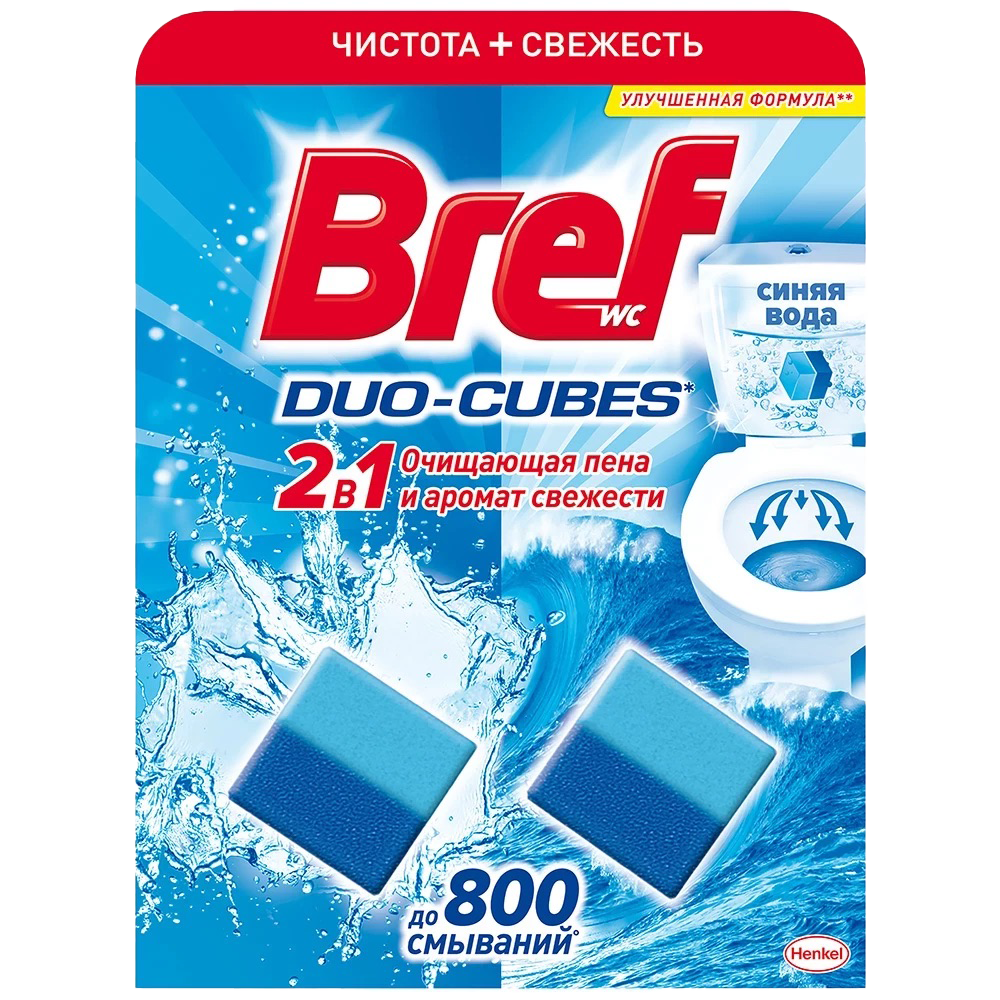 ЧИСТОТА + СВЕЖЕСТЬ
УЛУЧШЕННАЯ ФОРМУЛА**
Bref
WC
СИНЯЯ
ВОДА
DUO-CUBES*
2в1 Очищающая пена
и аромат свежести
до 800
смываний°
Henkel